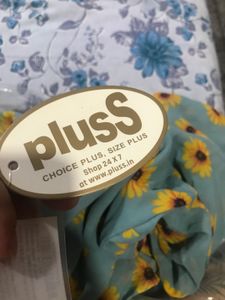 plusS
CHOICE PLUS, SIZE PLUS
Shop 24 X 7
at www.pluss.in